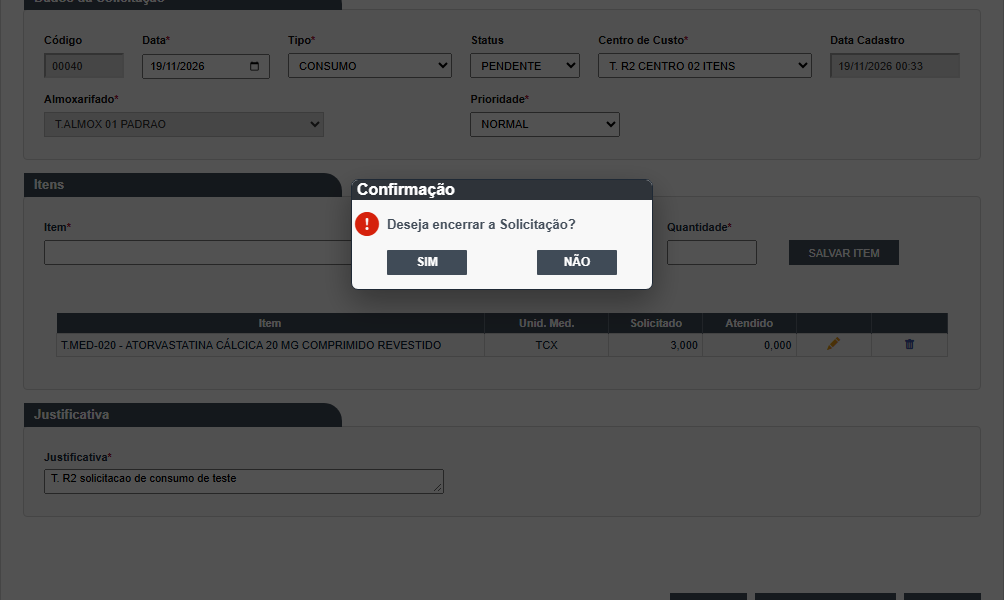 Dados da Solicitação
Código Data* Tipo* Status Centro de Custo* Data Cadastro
00040 19/11/2026 CONSUMO PENDENTE T. R2 CENTRO 02 ITENS 19/11/2026 00:33
Almoxarifado* Prioridade*
T.ALMOX 01 PADRAO NORMAL
Itens
Confirmação
Deseja encerrar a Solicitação?
SIM NÃO
Item* Quantidade*
SALVAR ITEM
Item Unid. Med. Solicitado Atendido
T.MED-020 - ATORVASTATINA CÁLCICA 20 MG COMPRIMIDO REVESTIDO TCX 3,000 0,000
Justificativa
Justificativa*
T. R2 solicitacao de consumo de teste